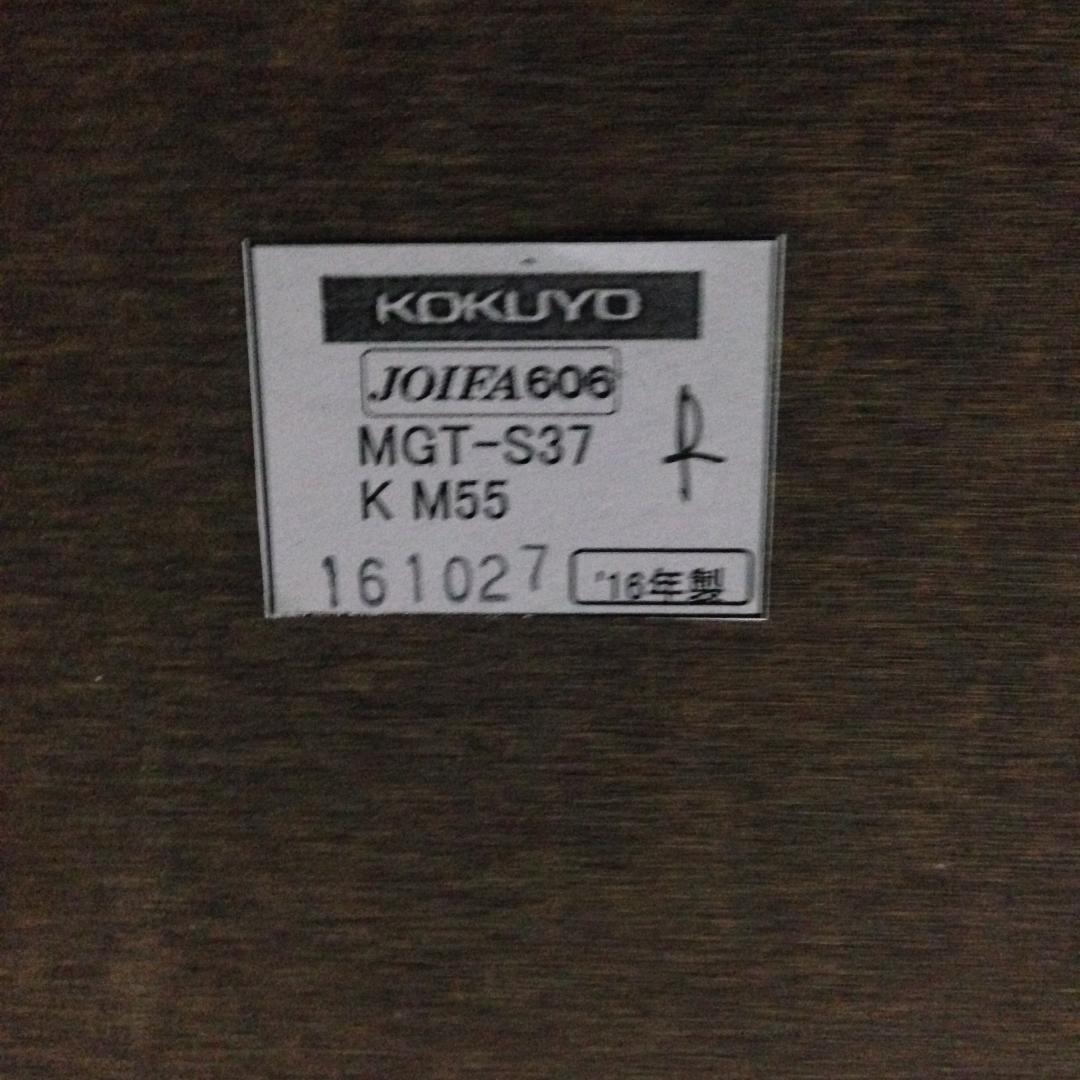 KOKUYO
JOIFA606
MGT-S37
K M55
161027
'16年製